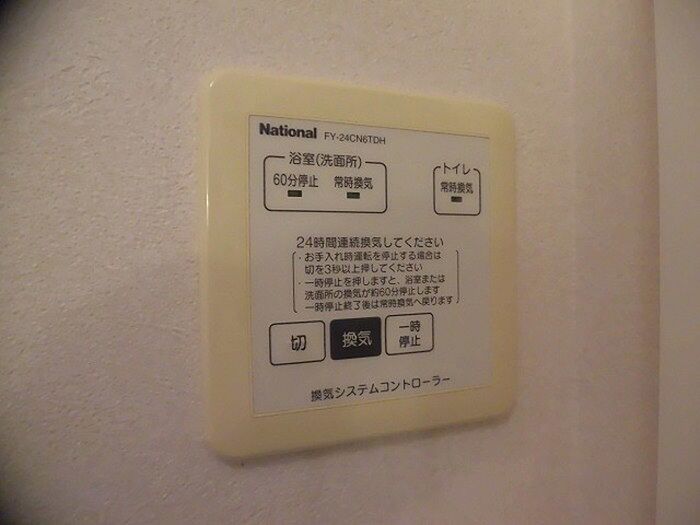 National FY-24CN6TDH
浴室(洗面所)
60分停止 常時換気
トイレ
常時換気
24時間連続換気してください
・お手入れ時運転を停止する場合は
切を3秒以上押してください
・一時停止を押しますと、浴室または
洗面所の換気が約60分停止します
一時停止終了後は常時換気へ戻ります
切
換気
一時
停止
換気システムコントローラー